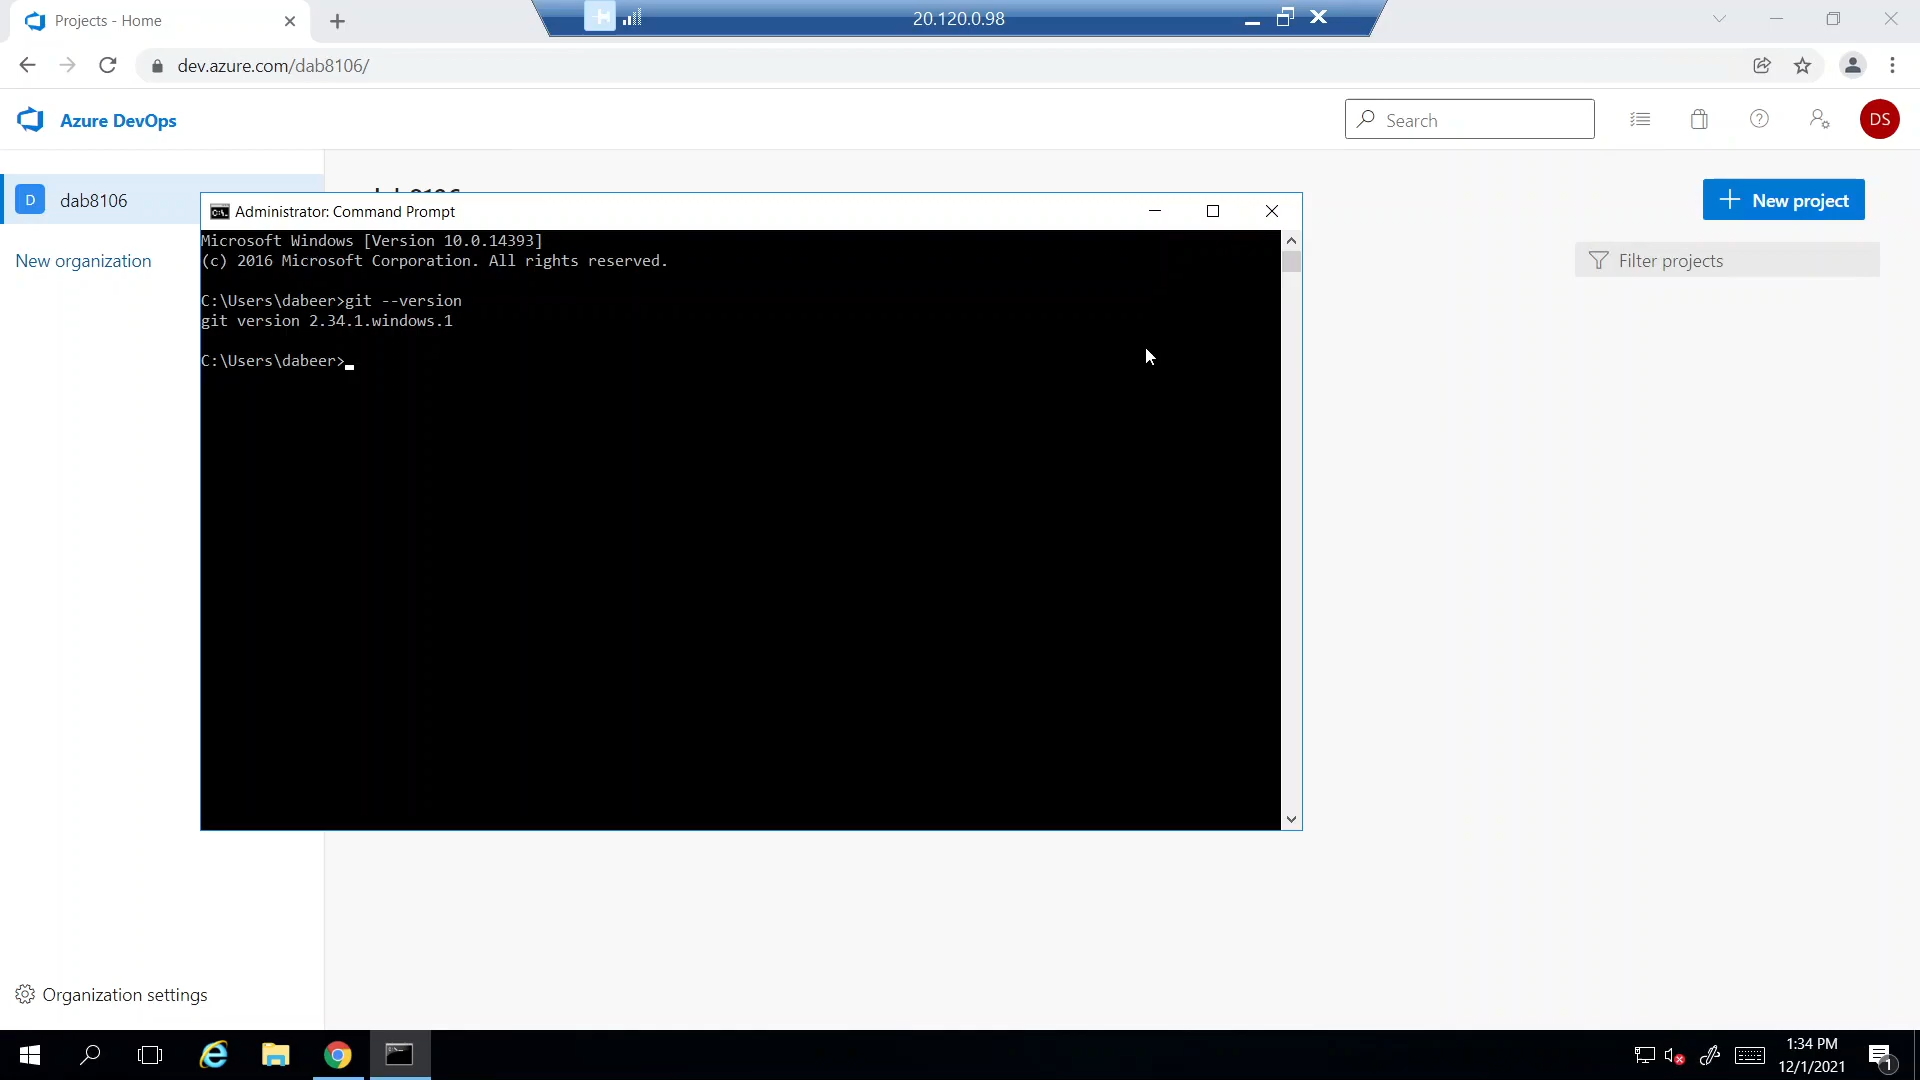 Projects - Home
20.120.0.98
dev.azure.com/dab8106/
Azure DevOps
Search
DS
D dab8106
dab8106
New project
New organization
Filter projects
Administrator: Command Prompt
Microsoft Windows [Version 10.0.14393]
(c) 2016 Microsoft Corporation. All rights reserved.
C:\Users\dabeer>git --version
git version 2.34.1.windows.1
C:\Users\dabeer>
Organization settings
1:34 PM
12/1/2021
1